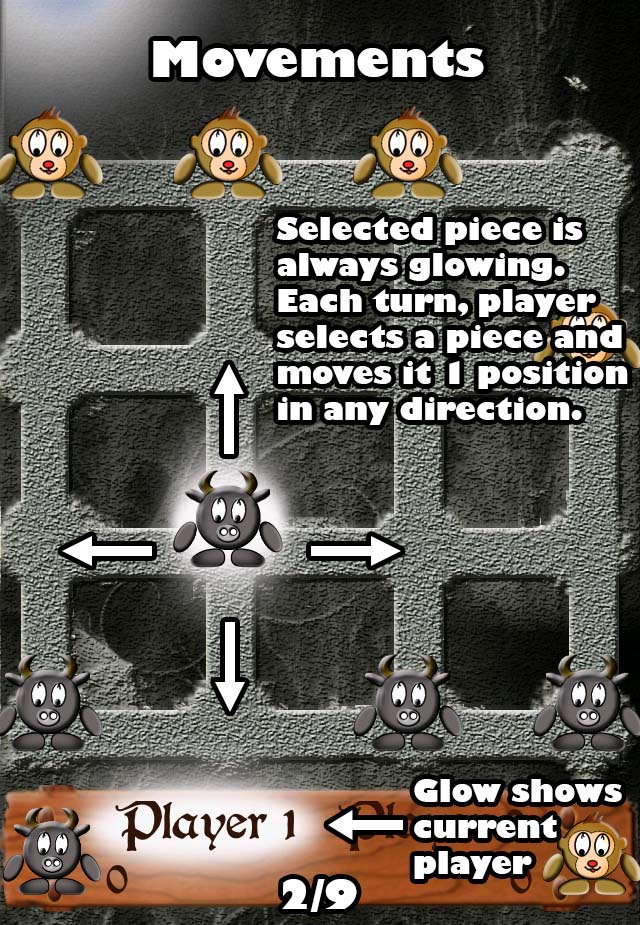 Movements
Selected piece is
always glowing.
Each turn, player
selects a piece and
moves it 1 position
in any direction.
Glow shows
Player 1
current
player
0
2/9